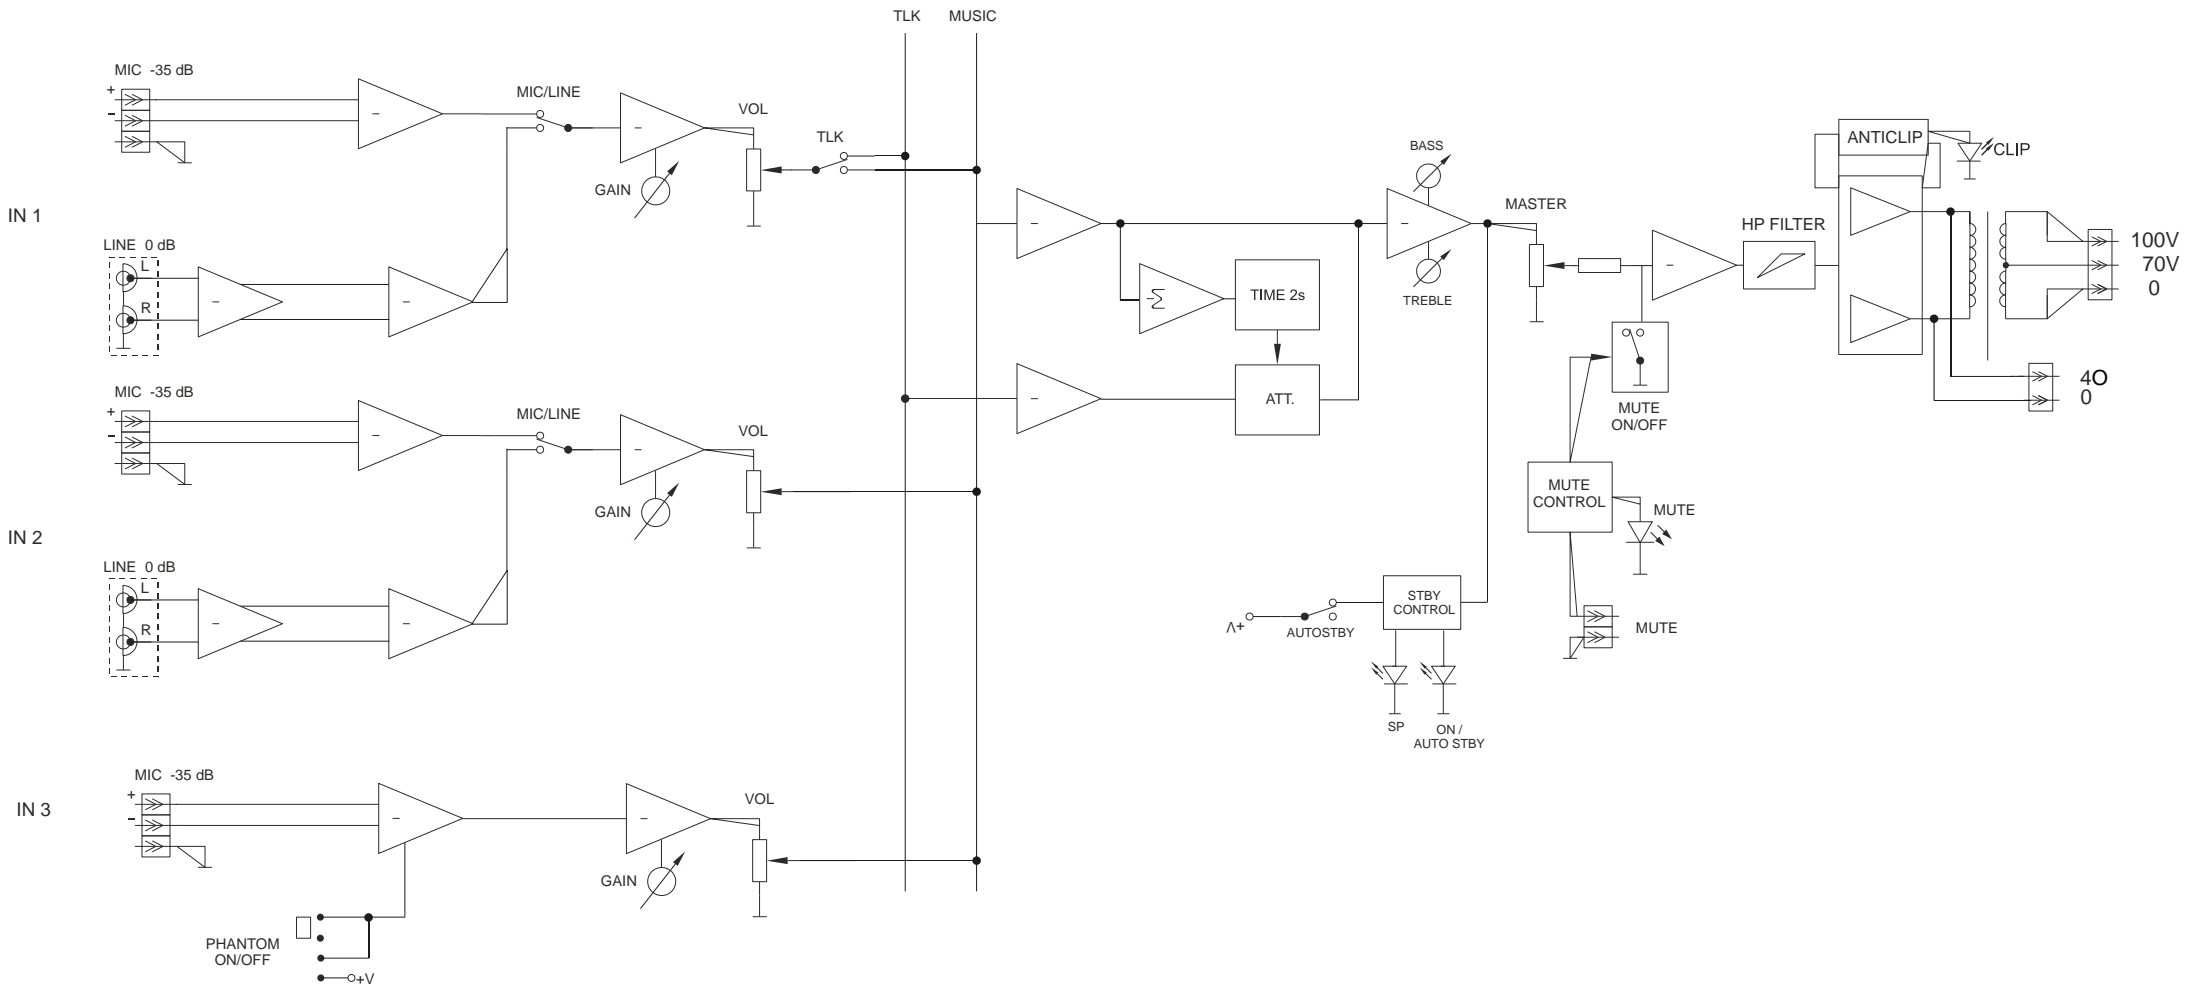 TLK MUSIC
MIC -35 dB
+
-
MIC/LINE
VOL
TLK
GAIN
IN 1
LINE 0 dB
L
R
BASS
TREBLE
MASTER
TIME 2s
Σ
ATT.
HP FILTER
ANTICLIP
CLIP
100V
70V
0
4O
0
MUTE
ON/OFF
MIC -35 dB
+
-
MIC/LINE
VOL
GAIN
IN 2
LINE 0 dB
L
R
MUTE
CONTROL
MUTE
MUTE
STBY
CONTROL
Λ+
AUTOSTBY
SP
ON /
AUTO STBY
MIC -35 dB
+
-
IN 3
VOL
GAIN
PHANTOM
ON/OFF
+V